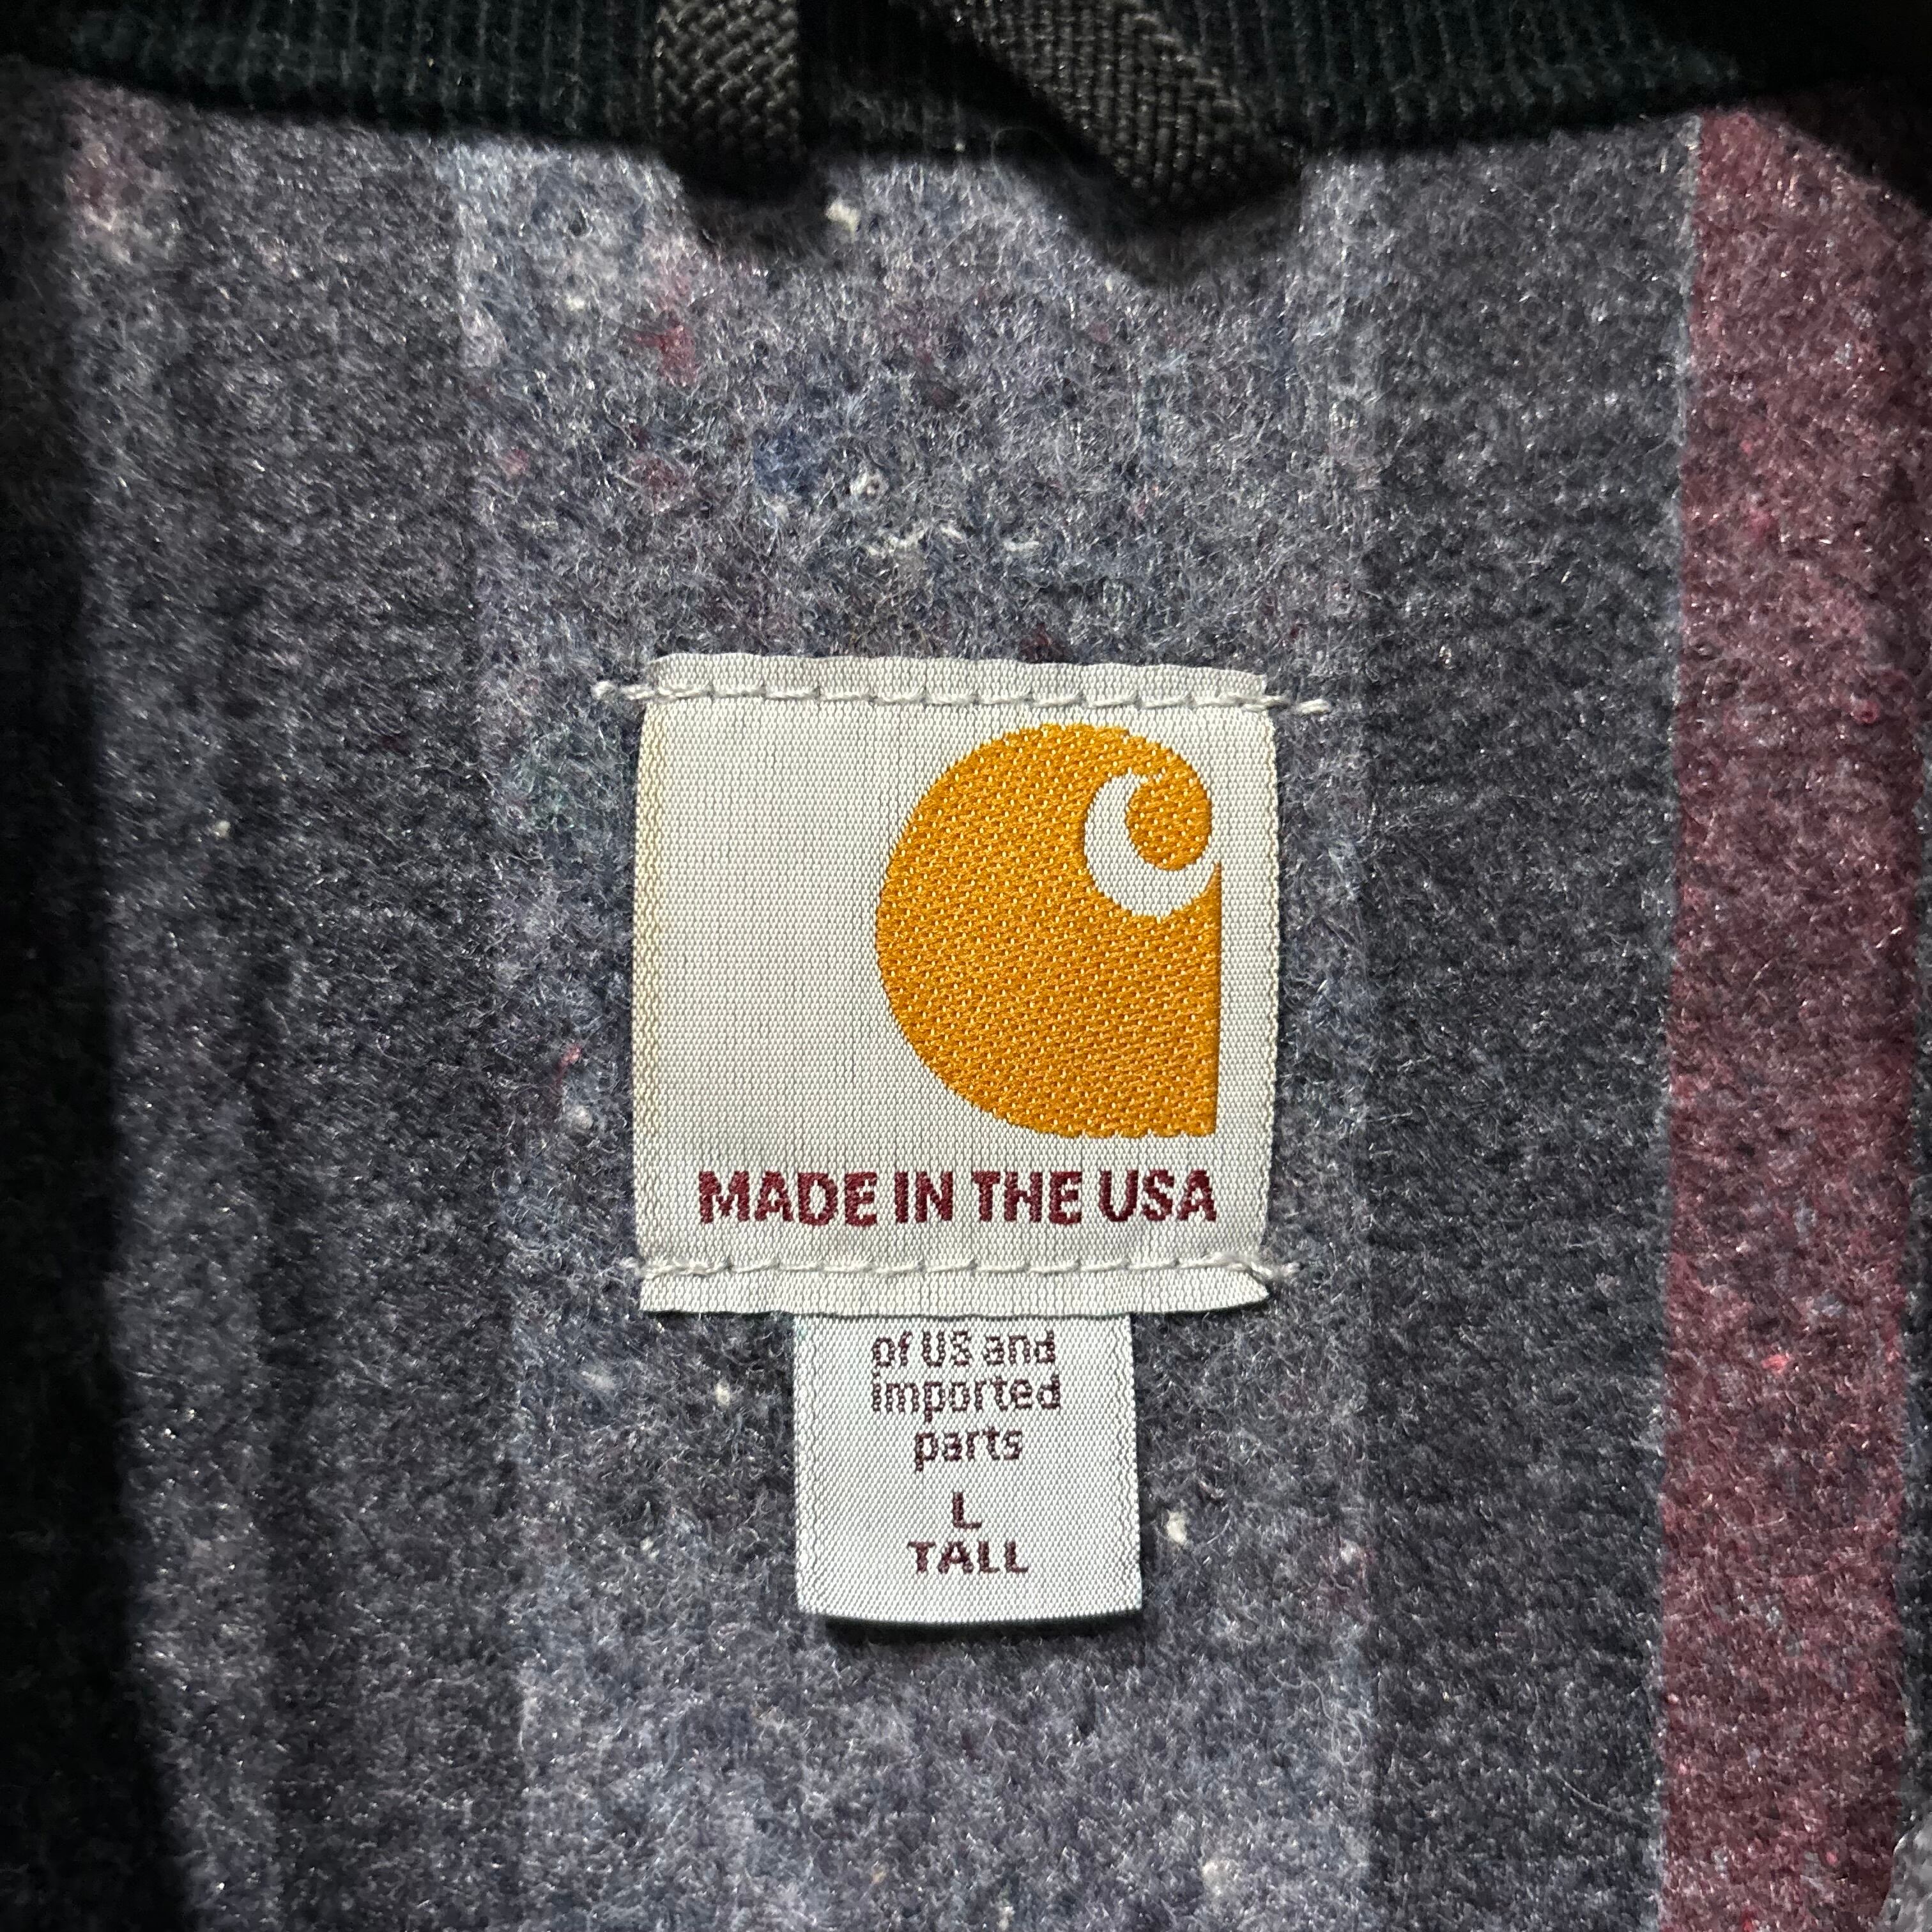 MADE IN THE USA
of US and
imported
parts
L
TALL